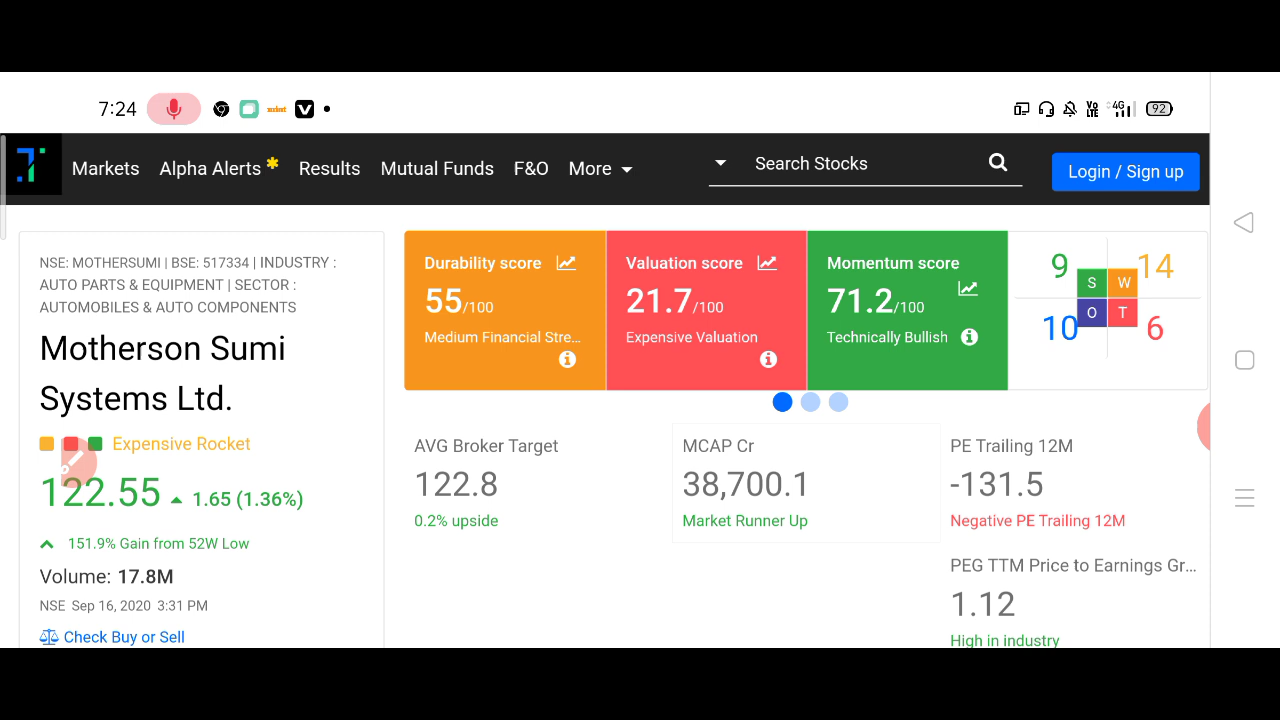 7:24
Vo LTE 4G 92
Markets Alpha Alerts Results Mutual Funds F&O More Search Stocks Login / Sign up
NSE: MOTHERSUMI | BSE: 517334 | INDUSTRY :
AUTO PARTS & EQUIPMENT | SECTOR :
AUTOMOBILES & AUTO COMPONENTS
Motherson Sumi
Systems Ltd.
Expensive Rocket
122.55 1.65 (1.36%)
151.9% Gain from 52W Low
Volume: 17.8M
NSE Sep 16, 2020 3:31 PM
Check Buy or Sell
Durability score
55/100
Medium Financial Stre...
Valuation score
21.7/100
Expensive Valuation
Momentum score
71.2/100
Technically Bullish
9 S W 14
10 O T 6
AVG Broker Target
122.8
0.2% upside
MCAP Cr
38,700.1
Market Runner Up
PE Trailing 12M
-131.5
Negative PE Trailing 12M
PEG TTM Price to Earnings Gr...
1.12
High in industry